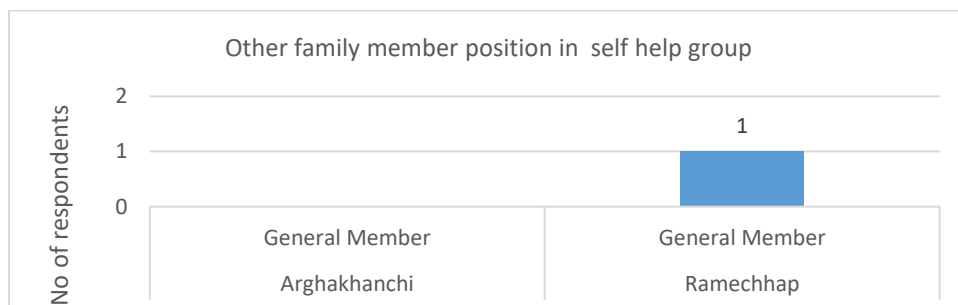 Other family member position in self help group
No of respondents
2
1
0
1
General Member
General Member
Arghakhanchi
Ramechhap